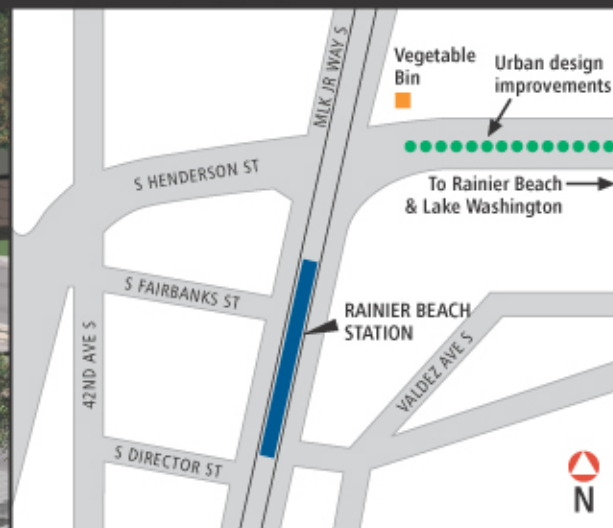 MLK JR WAY S
Vegetable
Bin
Urban design
improvements
S HENDERSON ST
To Rainier Beach
& Lake Washington
S FAIRBANKS ST
RAINIER BEACH
STATION
42ND AVE S
VALDEZ AVE S
S DIRECTOR ST
N